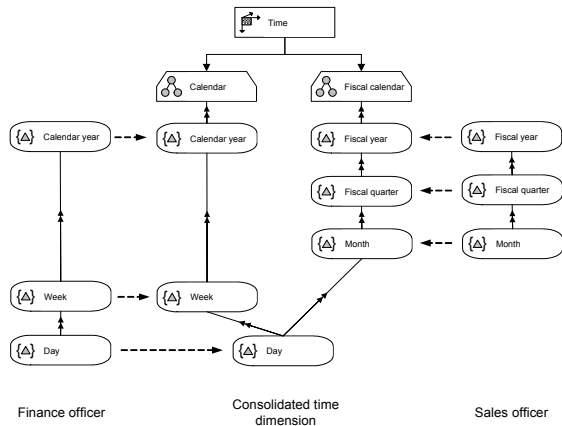 Time
Calendar
Fiscal calendar
Calendar year
Calendar year
Fiscal year
Fiscal year
Fiscal quarter
Fiscal quarter
Month
Month
Week
Week
Day
Day
Finance officer
Consolidated time
dimension
Sales officer